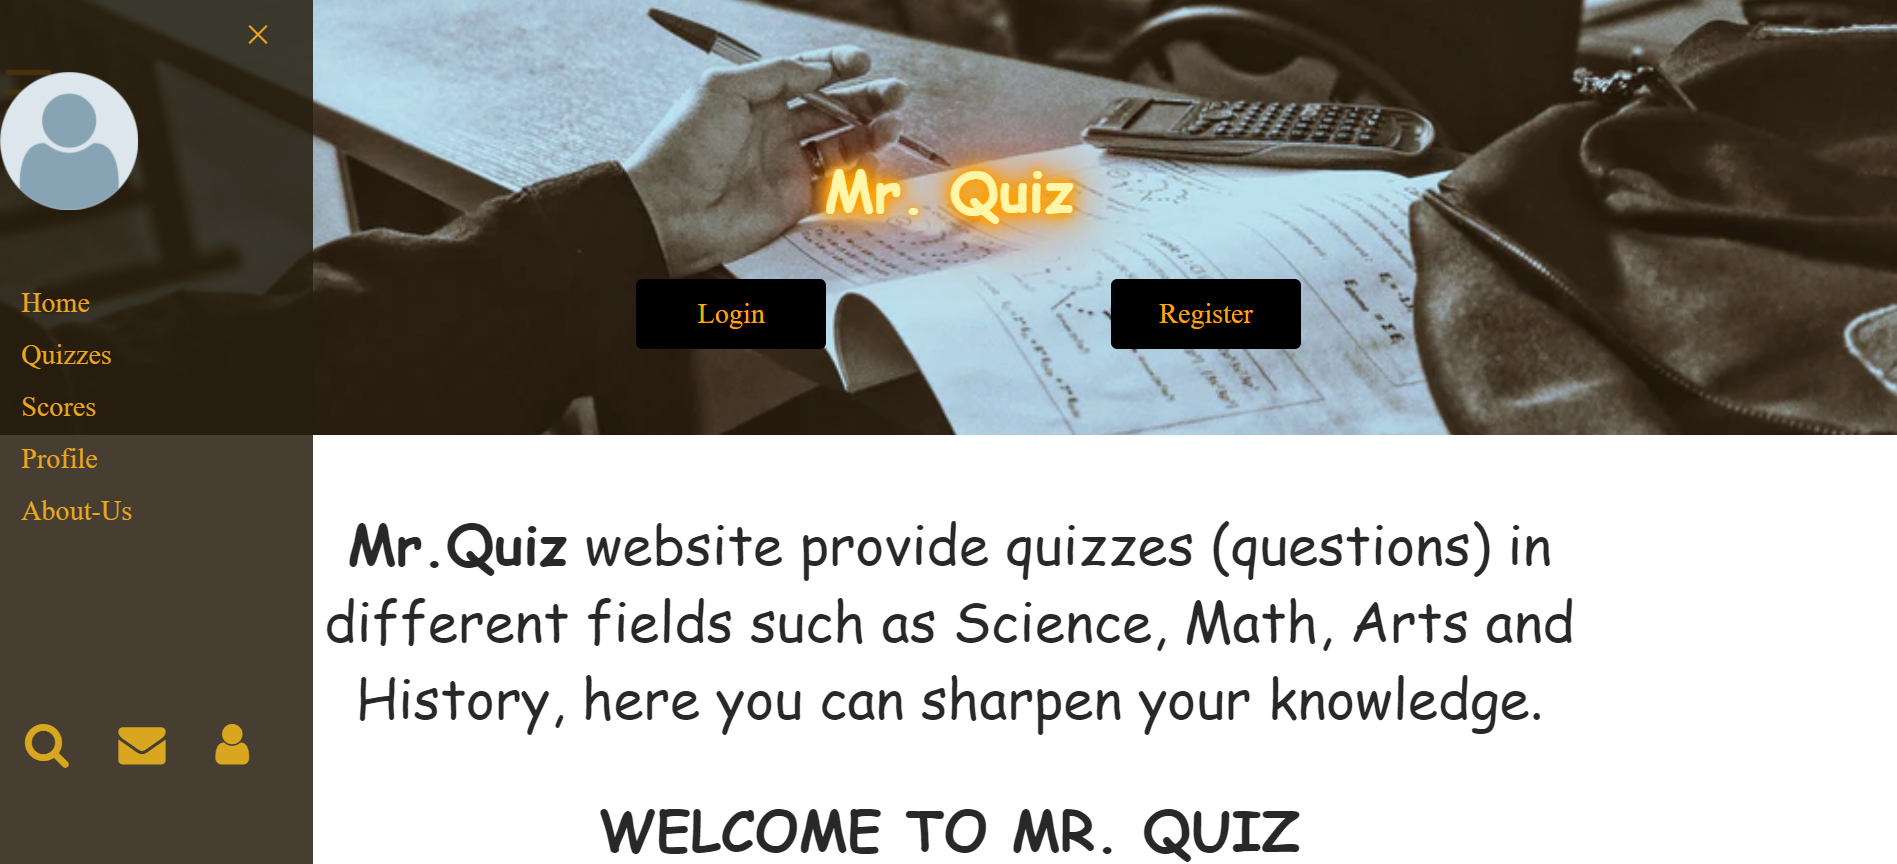 Mr. Quiz
Login
Register
Home
Quizzes
Scores
Profile
About-Us
Mr.Quiz website provide quizzes (questions) in
different fields such as Science, Math, Arts and
History, here you can sharpen your knowledge.
WELCOME TO MR. QUIZ